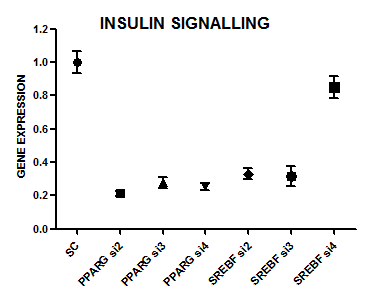 INSULIN SIGNALLING
GENE EXPRESSION
1.2
1.0
0.8
0.6
0.4
0.2
0.0
SC
PPARG si2
PPARG si3
PPARG si4
SREBF si2
SREBF si3
SREBF si4